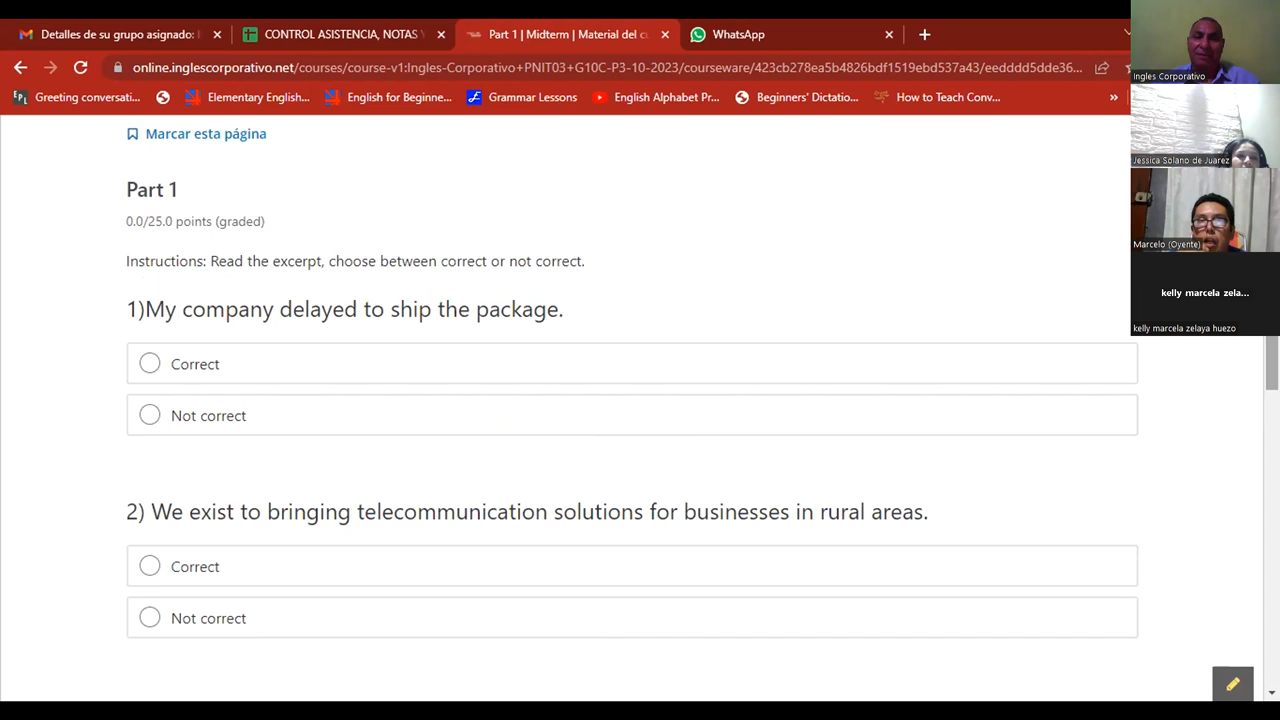 Detalles de su grupo asignado:
CONTROL ASISTENCIA, NOTAS
Part 1 | Midterm | Material del cu
WhatsApp
online.inglescorporativo.net/courses/course-v1:Ingles-Corporativo+PNIT03+G10C-P3-10-2023/courseware/423cb278ea5b4826bdf1519ebd537a43/eedddd5dde36...
Greeting conversati...
Elementary English...
English for Beginne...
Grammar Lessons
English Alphabet Pr...
Beginners' Dictatio...
How to Teach Conv...
»
Ingles Corporativo
Jessica Solano de Juarez
Marcelo (Oyente)
kelly marcela zela...
kelly marcela zelaya huezo
Marcar esta página
Part 1
0.0/25.0 points (graded)
Instructions: Read the excerpt, choose between correct or not correct.
1)My company delayed to ship the package.
Correct
Not correct
2) We exist to bringing telecommunication solutions for businesses in rural areas.
Correct
Not correct